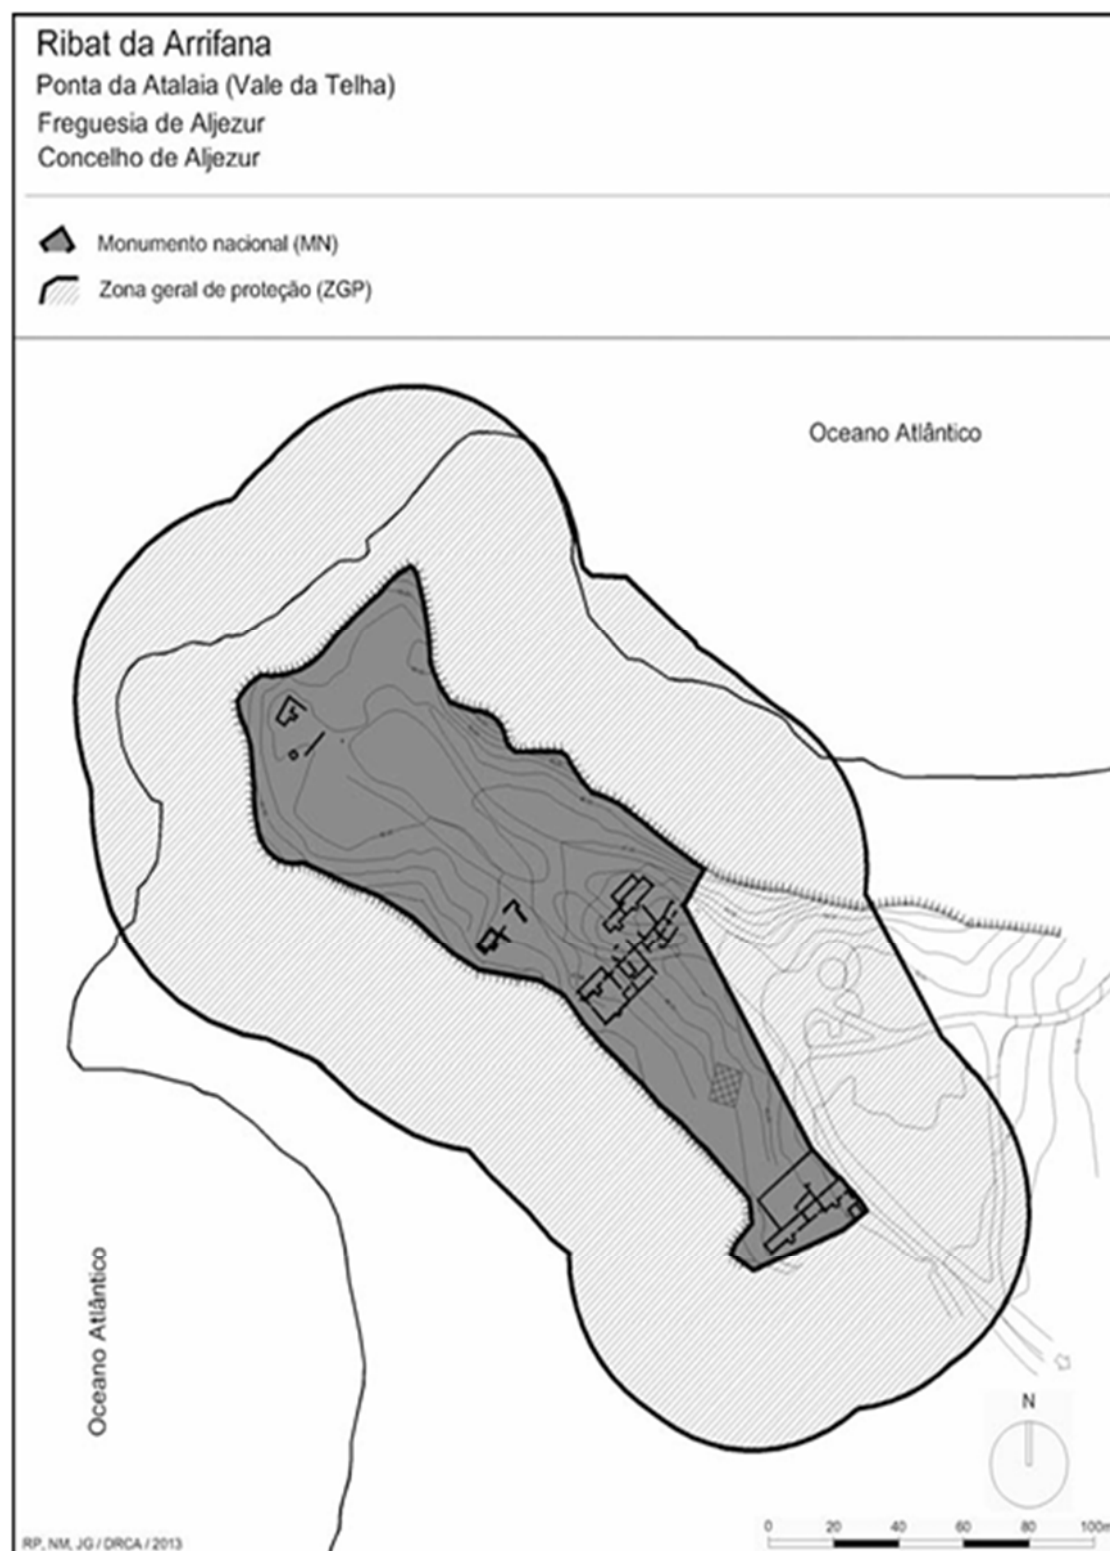 Ribat da Arrifana
Ponta da Atalaia (Vale da Telha)
Freguesia de Aljezur
Concelho de Aljezur
Monumento nacional (MN)
Zona geral de proteção (ZGP)
Oceano Atlântico
Oceano Atlântico
N
0 20 40 60 80 100m
RP, NM, JG / DRCA / 2013